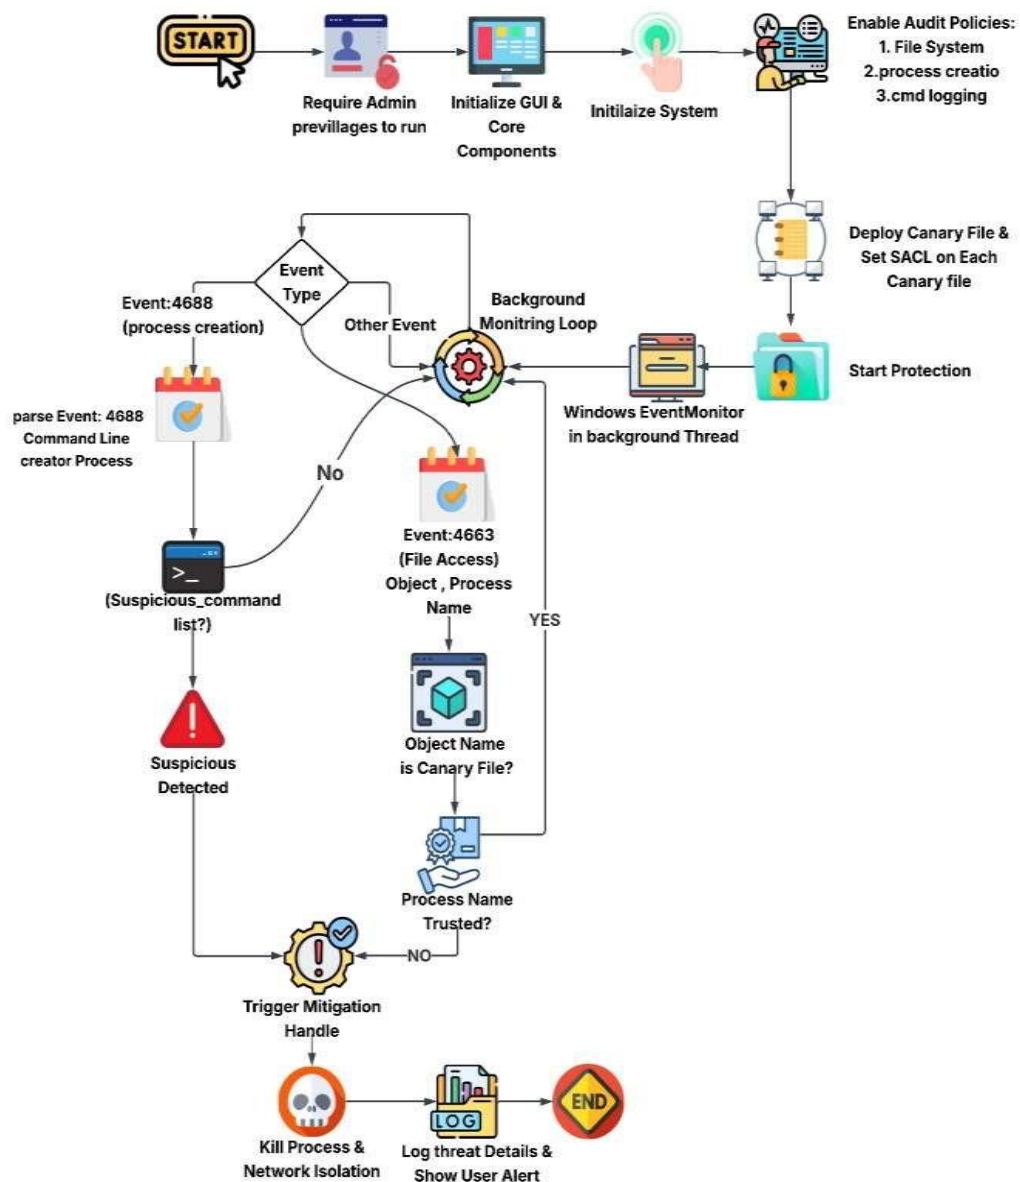 START
Require Admin
previllages to run
Initialize GUI &
Core
Components
Initilaize System
Enable Audit Policies:
1. File System
2.process creatio
3.cmd logging
Deploy Canary File &
Set SACL on Each
Canary file
Start Protection
Windows EventMonitor
in background Thread
Background
Monitring Loop
Event
Type
Other Event
Event:4688
(process creation)
parse Event: 4688
Command Line
creator Process
No
>_
(Suspicious_command
list?)
Suspicious
Detected
Event:4663
(File Access)
Object , Process
Name
YES
Object Name
is Canary File?
Process Name
Trusted?
NO
Trigger Mitigation
Handle
Kill Process &
Network Isolation
LOG
Log threat Details &
Show User Alert
END